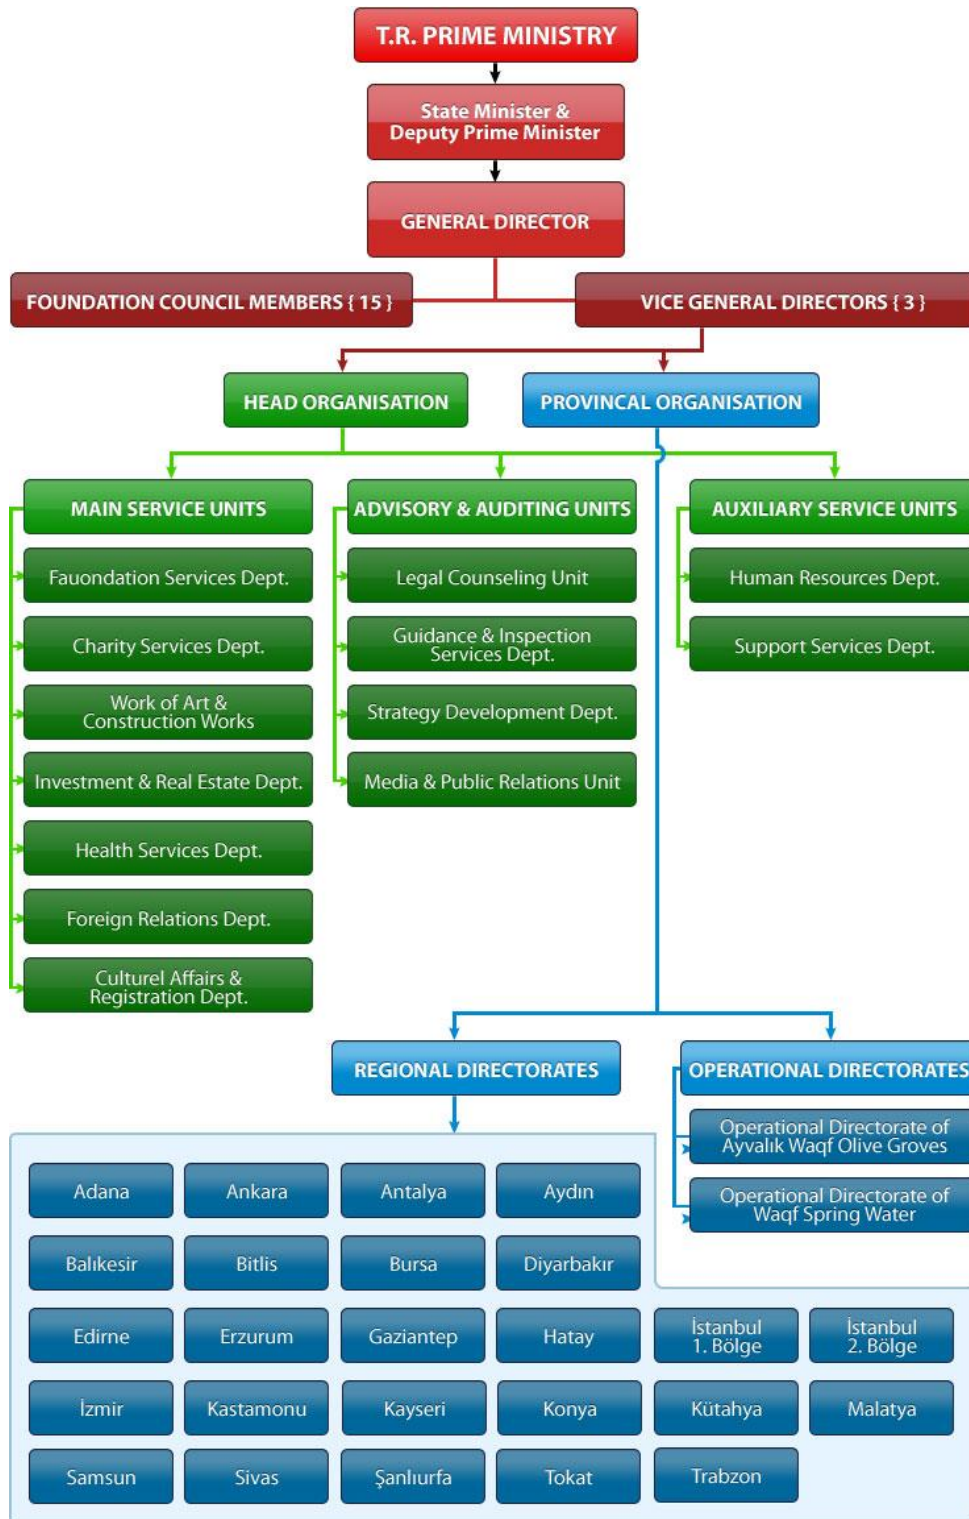 T.R. PRIME MINISTRY
State Minister &
Deputy Prime Minister
GENERAL DIRECTOR
FOUNDATION COUNCIL MEMBERS { 15 }
VICE GENERAL DIRECTORS { 3 }
HEAD ORGANISATION
PROVINCAL ORGANISATION
MAIN SERVICE UNITS
Fauondation Services Dept.
Charity Services Dept.
Work of Art &
Construction Works
Investment & Real Estate Dept.
Health Services Dept.
Foreign Relations Dept.
Culturel Affairs &
Registration Dept.
ADVISORY & AUDITING UNITS
Legal Counseling Unit
Guidance & Inspection
Services Dept.
Strategy Development Dept.
Media & Public Relations Unit
AUXILIARY SERVICE UNITS
Human Resources Dept.
Support Services Dept.
REGIONAL DIRECTORATES
OPERATIONAL DIRECTORATES
Operational Directorate of
Ayvalık Waqf Olive Groves
Operational Directorate of
Waqf Spring Water
Adana
Ankara
Antalya
Aydın
Balıkesir
Bitlis
Bursa
Diyarbakır
Edirne
Erzurum
Gaziantep
Hatay
İstanbul
1. Bölge
İstanbul
2. Bölge
İzmir
Kastamonu
Kayseri
Konya
Kütahya
Malatya
Samsun
Sivas
Şanlıurfa
Tokat
Trabzon